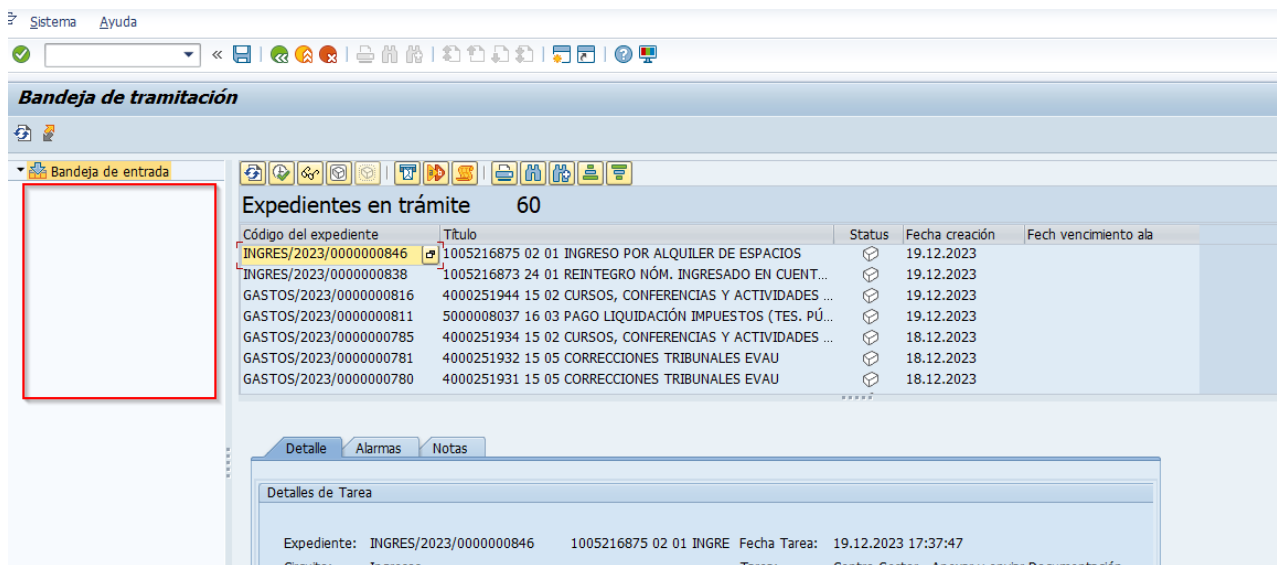 Sistema Ayuda
Bandeja de tramitación
Bandeja de entrada
Expedientes en trámite 60
Código del expediente Título Status Fecha creación Fech vencimiento ala
INGRES/2023/0000000846 1005216875 02 01 INGRESO POR ALQUILER DE ESPACIOS 19.12.2023
INGRES/2023/0000000838 1005216873 24 01 REINTEGRO NÓM. INGRESADO EN CUENT... 19.12.2023
GASTOS/2023/0000000816 4000251944 15 02 CURSOS, CONFERENCIAS Y ACTIVIDADES ... 19.12.2023
GASTOS/2023/0000000811 5000008037 16 03 PAGO LIQUIDACIÓN IMPUESTOS (TES. PÚ... 19.12.2023
GASTOS/2023/0000000785 4000251934 15 02 CURSOS, CONFERENCIAS Y ACTIVIDADES ... 18.12.2023
GASTOS/2023/0000000781 4000251932 15 05 CORRECCIONES TRIBUNALES EVAU 18.12.2023
GASTOS/2023/0000000780 4000251931 15 05 CORRECCIONES TRIBUNALES EVAU 18.12.2023
Detalle Alarmas Notas
Detalles de Tarea
Expediente: INGRES/2023/0000000846 1005216875 02 01 INGRE Fecha Tarea: 19.12.2023 17:37:47